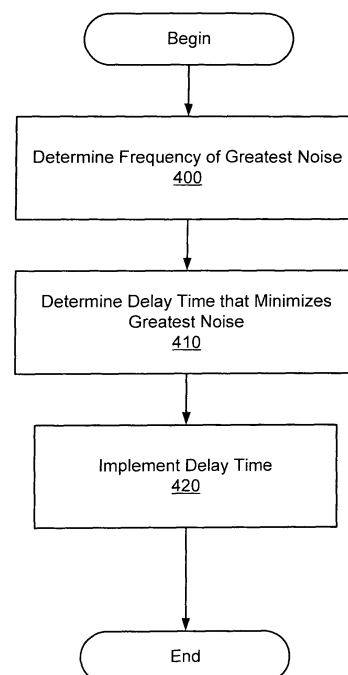 Begin
Determine Frequency of Greatest Noise
400
Determine Delay Time that Minimizes
Greatest Noise
410
Implement Delay Time
420
End